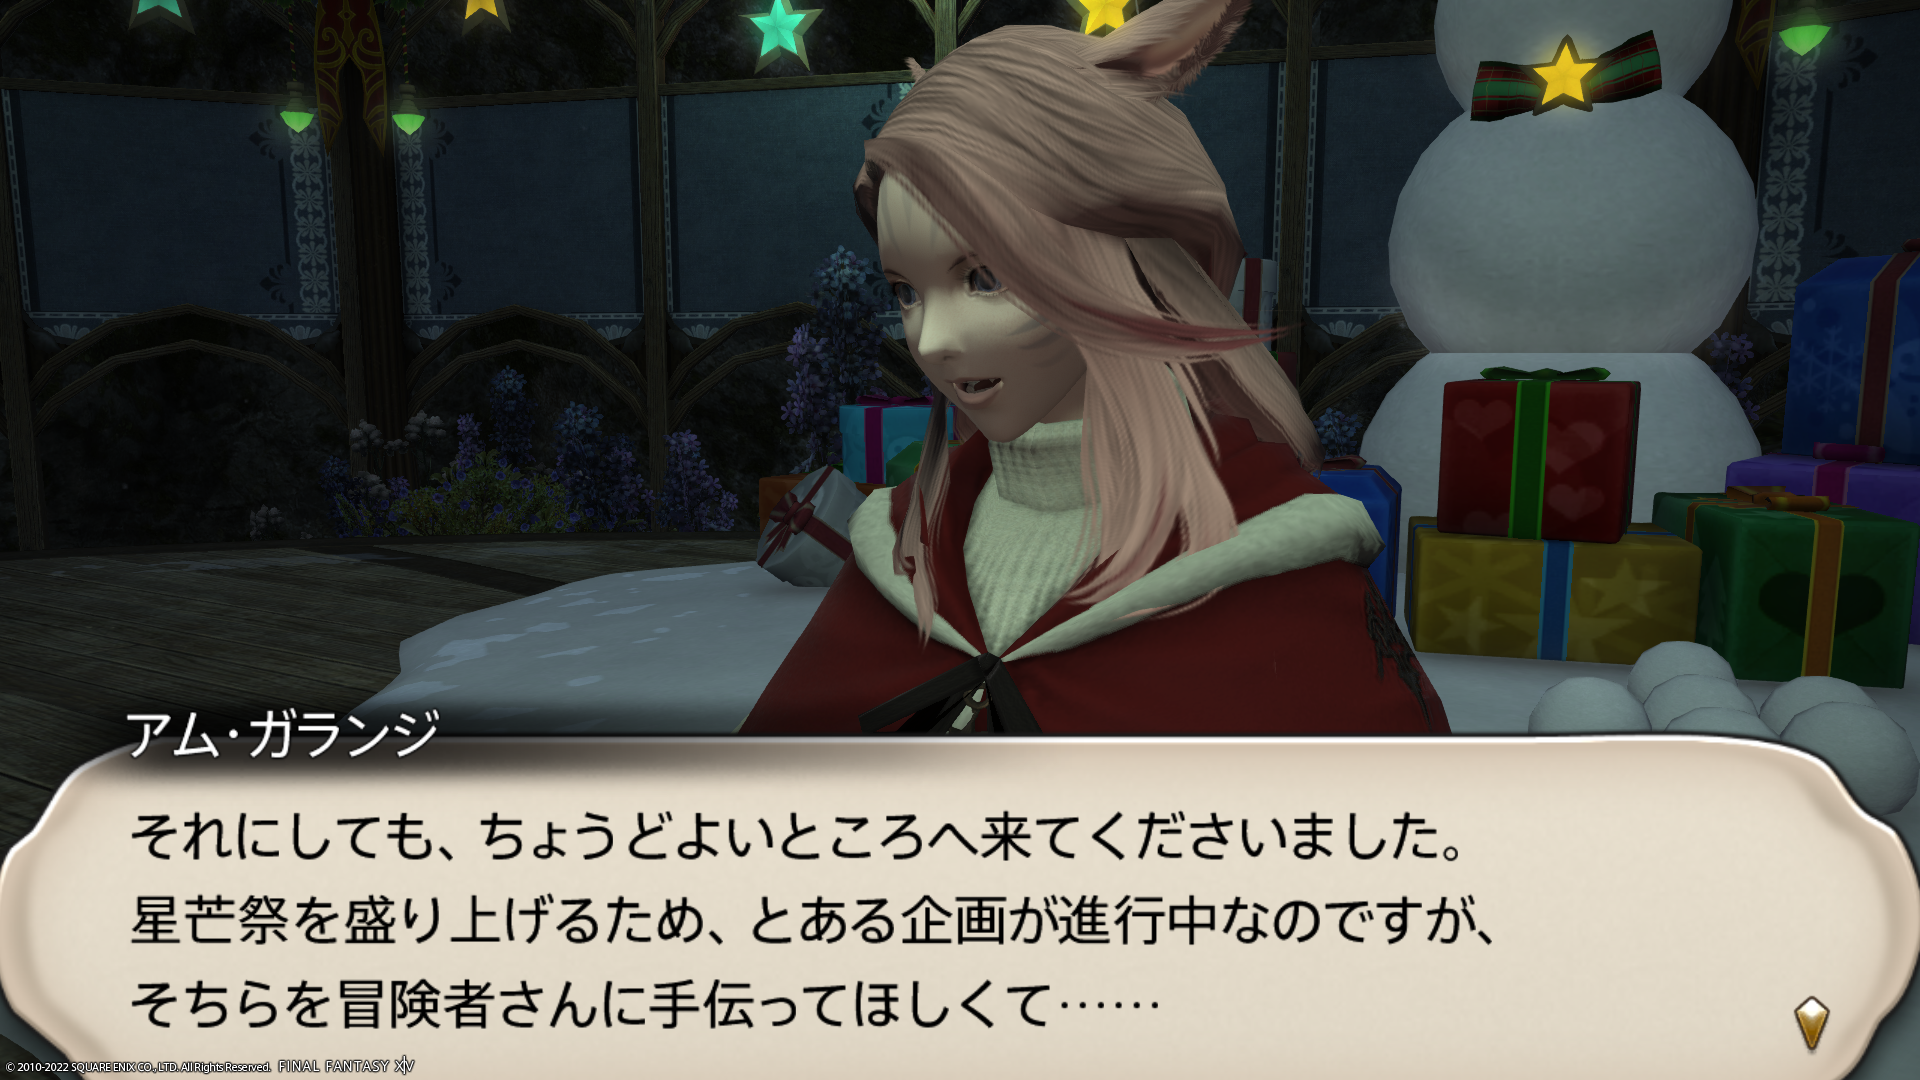 アム・ガランジ
それにしても、ちょうどよいところへ来てくださいました。
星芒祭を盛り上げるため、とある企画が進行中なのですが、
そちらを冒険者さんに手伝ってほしくて……
© 2010-2022 SQUARE ENIX CO., LTD. All Rights Reserved. FINAL FANTASY XIV